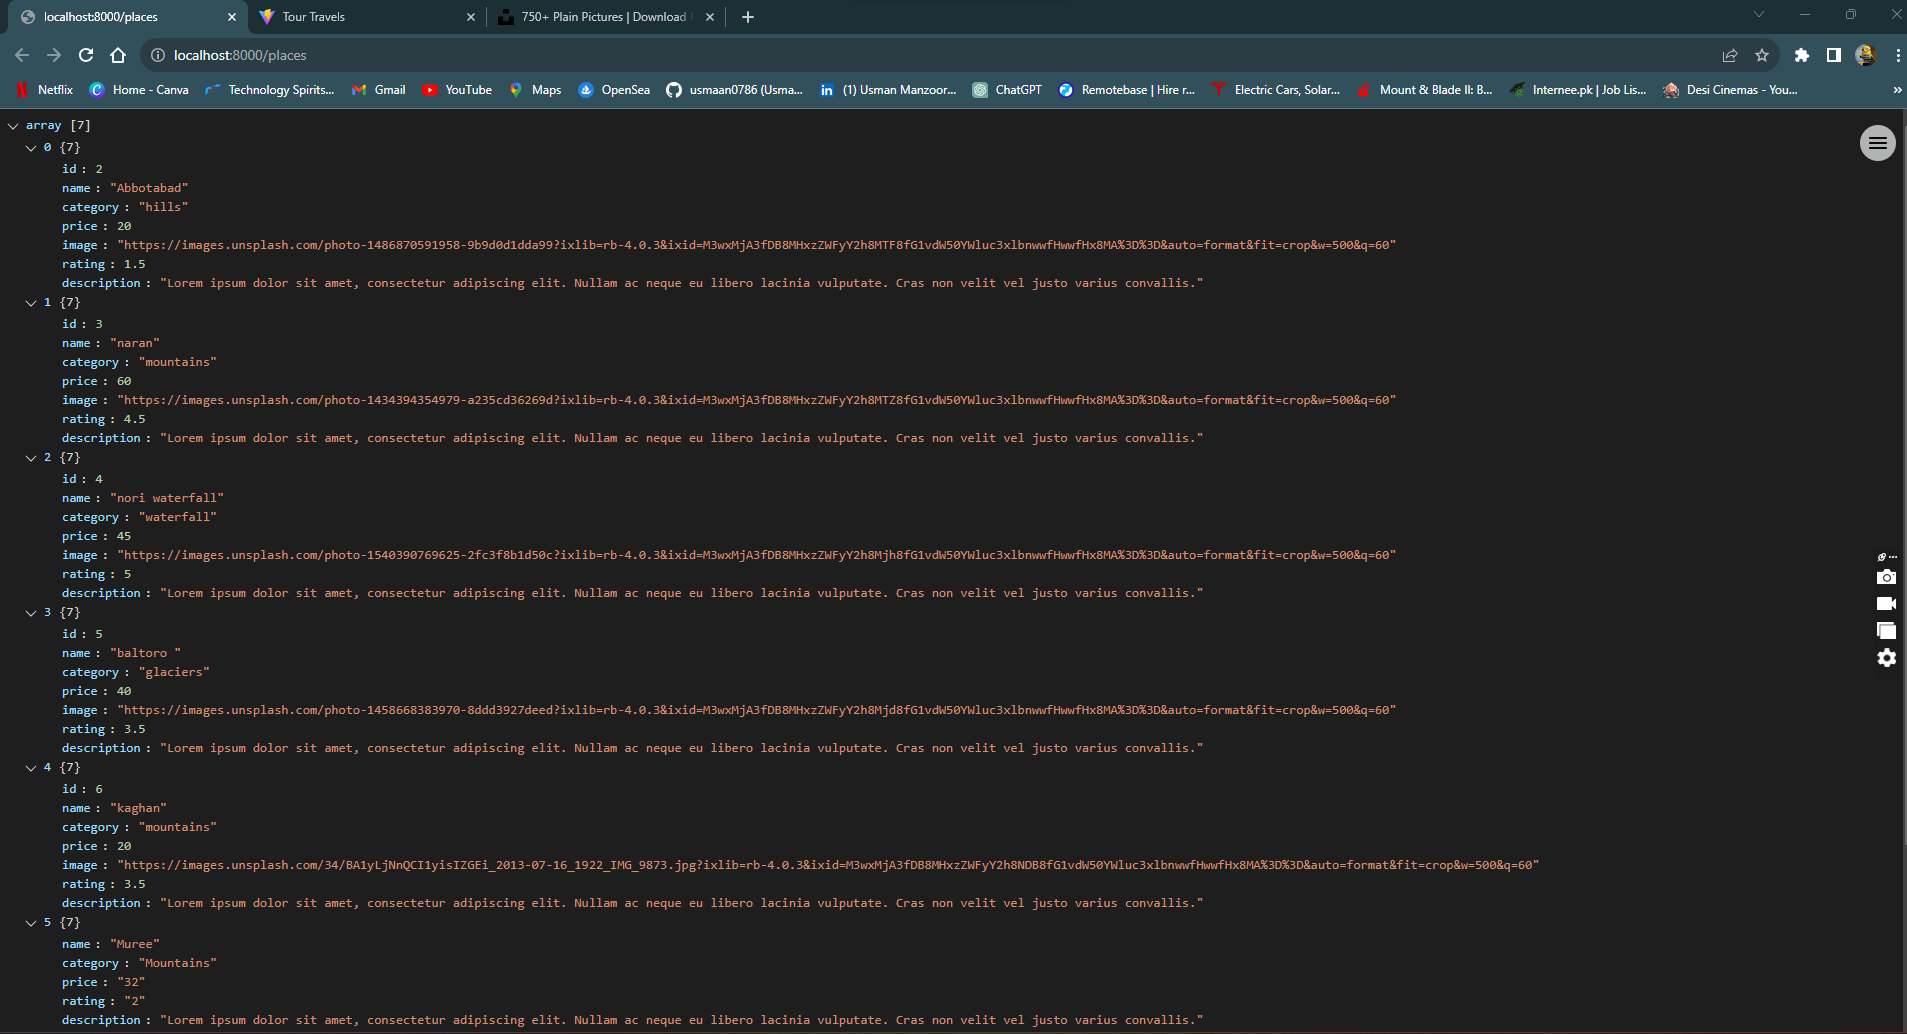 localhost:8000/places
Tour Travels
750+ Plain Pictures | Download
localhost:8000/places
Netflix
Home - Canva
Technology Spirits...
Gmail
YouTube
Maps
OpenSea
usmaan0786 (Usma...
(1) Usman Manzoor...
ChatGPT
Remotebase | Hire r...
Electric Cars, Solar...
Mount & Blade II: B...
Internee.pk | Job Lis...
Desi Cinemas - You...
array [7]
0 {7}
id : 2
name : "Abbotabad"
category : "hills"
price : 20
image : "https://images.unsplash.com/photo-1486870591958-9b9d0d1dda99?ixlib=rb-4.0.3&ixid=M3wxMjA3fDB8MHxzZWFyY2h8MTF8fG1vdW50YWluc3xlbnwwfHwwfHx8MA%3D%3D&auto=format&fit=crop&w=500&q=60"
rating : 1.5
description : "Lorem ipsum dolor sit amet, consectetur adipiscing elit. Nullam ac neque eu libero lacinia vulputate. Cras non velit vel justo varius convallis."
1 {7}
id : 3
name : "naran"
category : "mountains"
price : 60
image : "https://images.unsplash.com/photo-1434394354979-a235cd36269d?ixlib=rb-4.0.3&ixid=M3wxMjA3fDB8MHxzZWFyY2h8MTZ8fG1vdW50YWluc3xlbnwwfHwwfHx8MA%3D%3D&auto=format&fit=crop&w=500&q=60"
rating : 4.5
description : "Lorem ipsum dolor sit amet, consectetur adipiscing elit. Nullam ac neque eu libero lacinia vulputate. Cras non velit vel justo varius convallis."
2 {7}
id : 4
name : "nori waterfall"
category : "waterfall"
price : 45
image : "https://images.unsplash.com/photo-1540390769625-2fc3f8b1d50c?ixlib=rb-4.0.3&ixid=M3wxMjA3fDB8MHxzZWFyY2h8Mjh8fG1vdW50YWluc3xlbnwwfHwwfHx8MA%3D%3D&auto=format&fit=crop&w=500&q=60"
rating : 5
description : "Lorem ipsum dolor sit amet, consectetur adipiscing elit. Nullam ac neque eu libero lacinia vulputate. Cras non velit vel justo varius convallis."
3 {7}
id : 5
name : "baltoro "
category : "glaciers"
price : 40
image : "https://images.unsplash.com/photo-1458668383970-8ddd3927deed?ixlib=rb-4.0.3&ixid=M3wxMjA3fDB8MHxzZWFyY2h8Mjd8fG1vdW50YWluc3xlbnwwfHwwfHx8MA%3D%3D&auto=format&fit=crop&w=500&q=60"
rating : 3.5
description : "Lorem ipsum dolor sit amet, consectetur adipiscing elit. Nullam ac neque eu libero lacinia vulputate. Cras non velit vel justo varius convallis."
4 {7}
id : 6
name : "kaghan"
category : "mountains"
price : 20
image : "https://images.unsplash.com/34/BA1yLjNnQCI1yisIZGEi_2013-07-16_1922_IMG_9873.jpg?ixlib=rb-4.0.3&ixid=M3wxMjA3fDB8MHxzZWFyY2h8NDB8fG1vdW50YWluc3xlbnwwfHwwfHx8MA%3D%3D&auto=format&fit=crop&w=500&q=60"
rating : 3.5
description : "Lorem ipsum dolor sit amet, consectetur adipiscing elit. Nullam ac neque eu libero lacinia vulputate. Cras non velit vel justo varius convallis."
5 {7}
name : "Muree"
category : "Mountains"
price : "32"
rating : "2"
description : "Lorem ipsum dolor sit amet, consectetur adipiscing elit. Nullam ac neque eu libero lacinia vulputate. Cras non velit vel justo varius convallis."